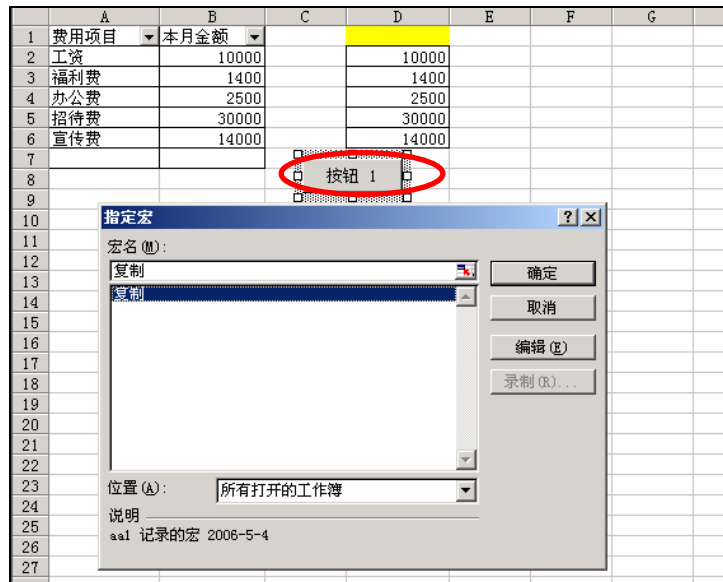 A B C D E F G
1 费用项目 本月金额
2 工资 10000 10000
3 福利费 1400 1400
4 办公费 2500 2500
5 招待费 30000 30000
6 宣传费 14000 14000
7
8 按钮 1
9
10 指定宏 ? ×
11 宏名(M):
12
13 复制 确定
14 复制
15 取消
16 编辑(E)
17
18 录制(R)...
19
20
21
22
23 位置(A): 所有打开的工作簿
24
25 说明
26 aa1 记录的宏 2006-5-4
27